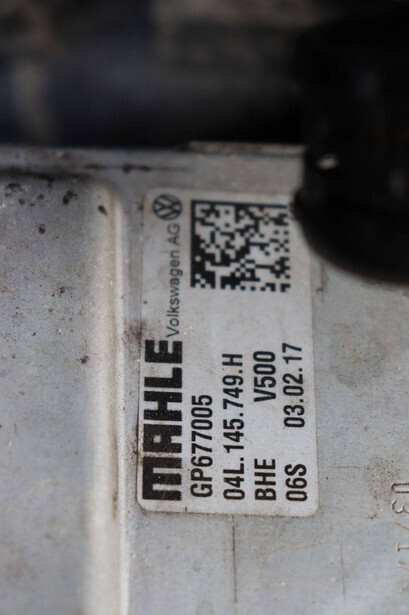 MAHLE Volkswagen AG
GP677005
04L.145.749.H
BHE V500
06S 03.02.17